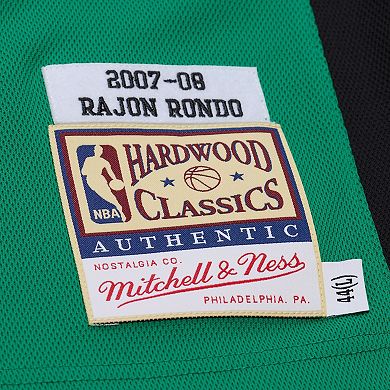 2007-08
RAJON RONDO
HARDWOOD
NBA
CLASSICS
AUTHENTIC
NOSTALGIA CO.
Mitchell & Ness
PHILADELPHIA, PA.
44(L)